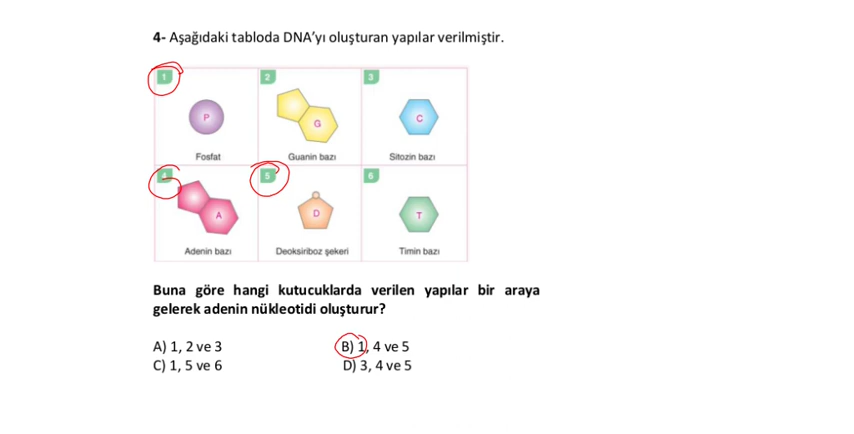 4- Aşağıdaki tabloda DNA’yı oluşturan yapılar verilmiştir.
1 2 3
P G C
Fosfat Guanin bazı Sitozin bazı
4 5 6
A D T
Adenin bazı Deoksiriboz şekeri Timin bazı
Buna göre hangi kutucuklarda verilen yapılar bir araya
gelerek adenin nükleotidi oluşturur?
A) 1, 2 ve 3 B) 1, 4 ve 5
C) 1, 5 ve 6 D) 3, 4 ve 5